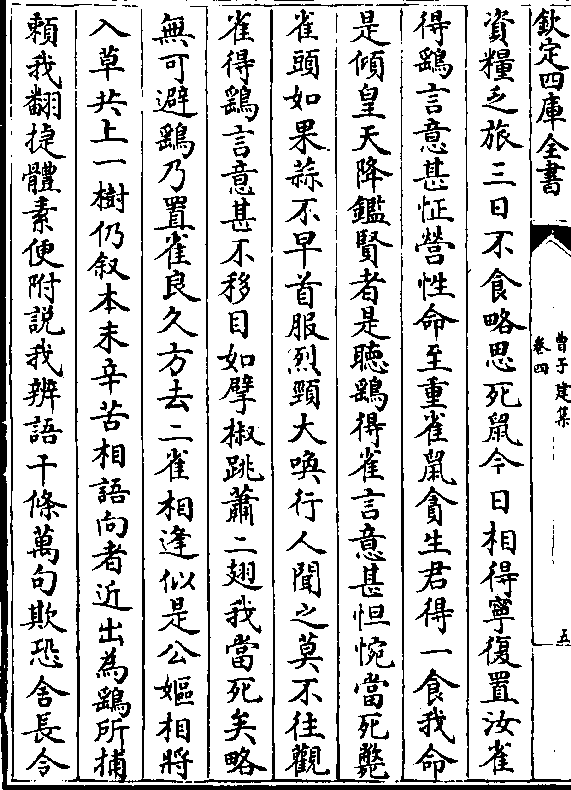 欽定四庫全書
曹子建集
卷四
五
資糧乏旅三日不食略思死鼠今日相得寧復置汝雀
得鷂言意甚怔營性命至重雀鼠貪生君得一食我命
是傾皇天降鑑賢者是聽鷂得雀言意甚怛惋當死斃
雀頭如果蒜不早首服烈頸大喚行人聞之莫不往觀
雀得鷂言意甚不移目如擘椒跳蕭二翅我當死矣略
無可避鷂乃置雀良久方去二雀相逢似是公嫗相將
入草共上一樹仍叙本末辛苦相語向者近出為鷂所捕
頼我翻捷體素便附說我辨語千條萬句欺恐舍長令